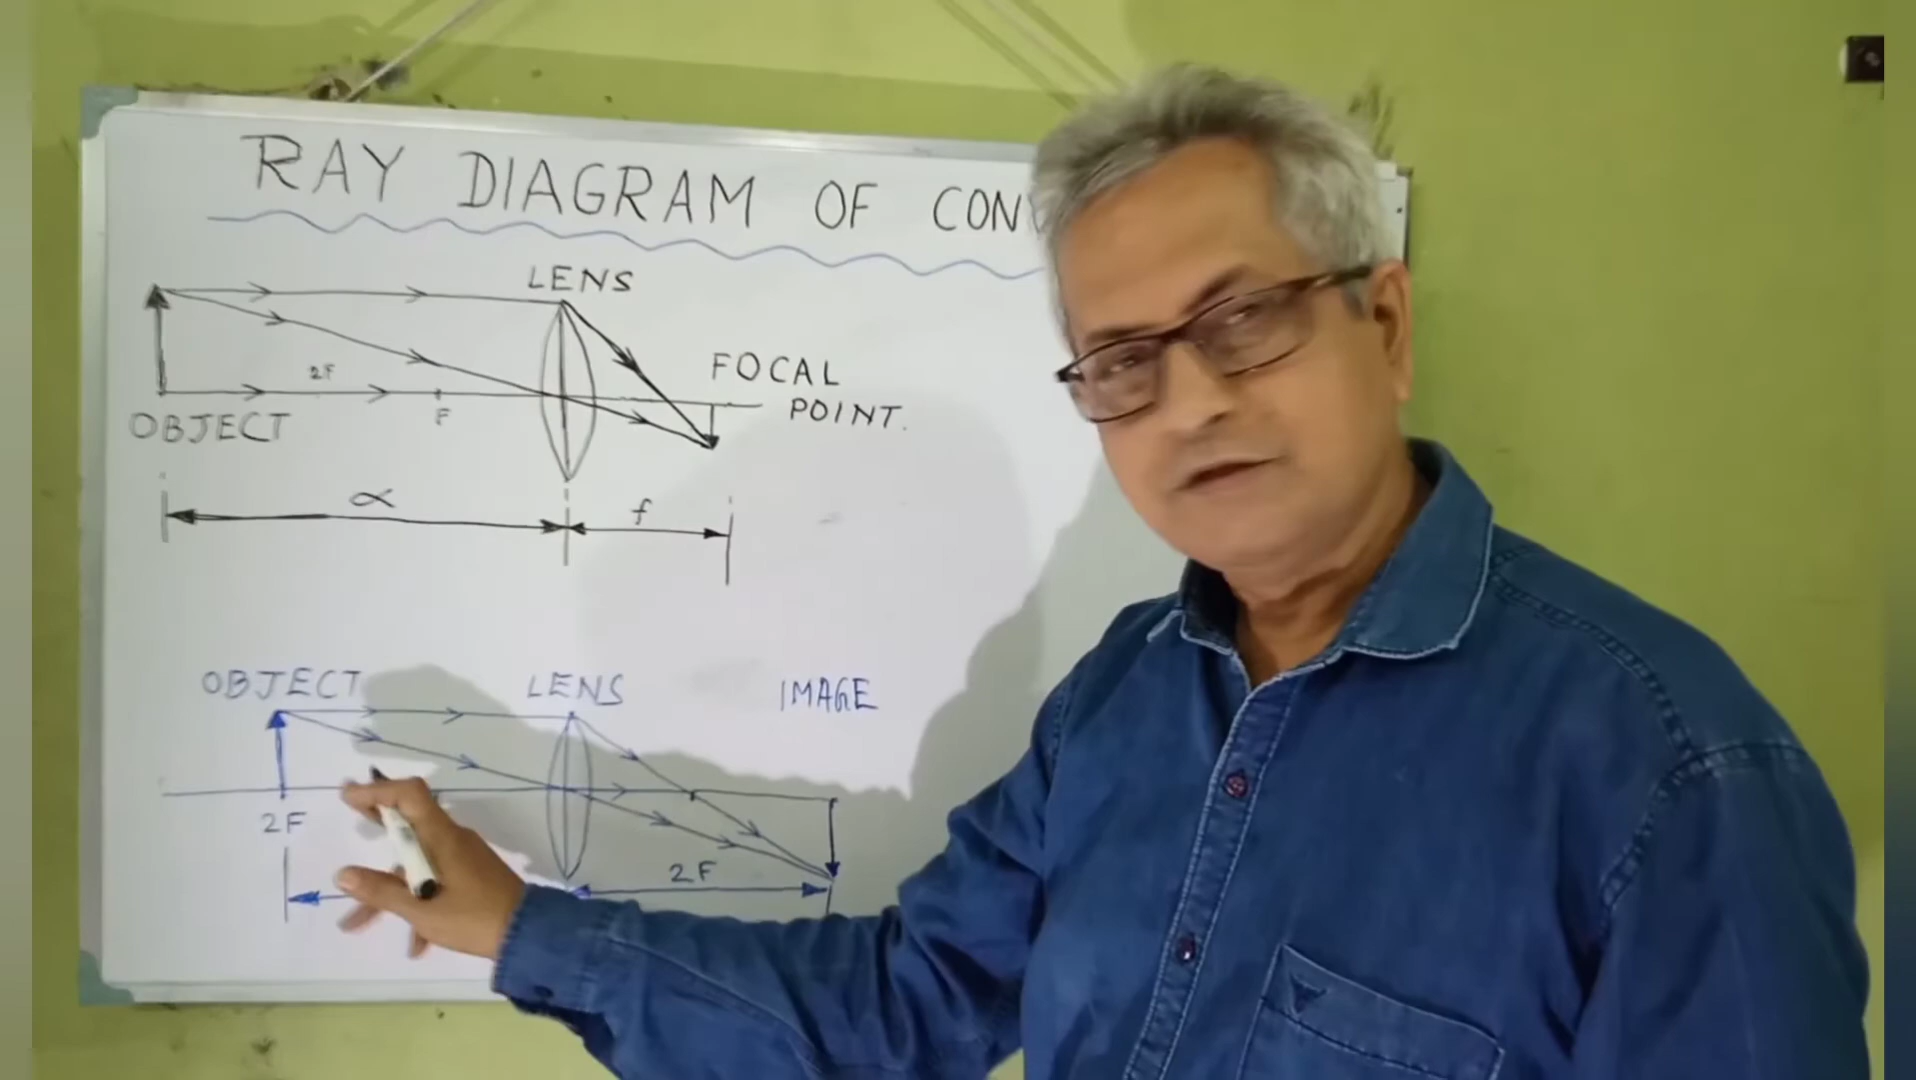 RAY DIAGRAM OF CON
LENS
2F
FOCAL
POINT.
F
OBJECT
∝
f
OBJECT
LENS
IMAGE
2F
2F